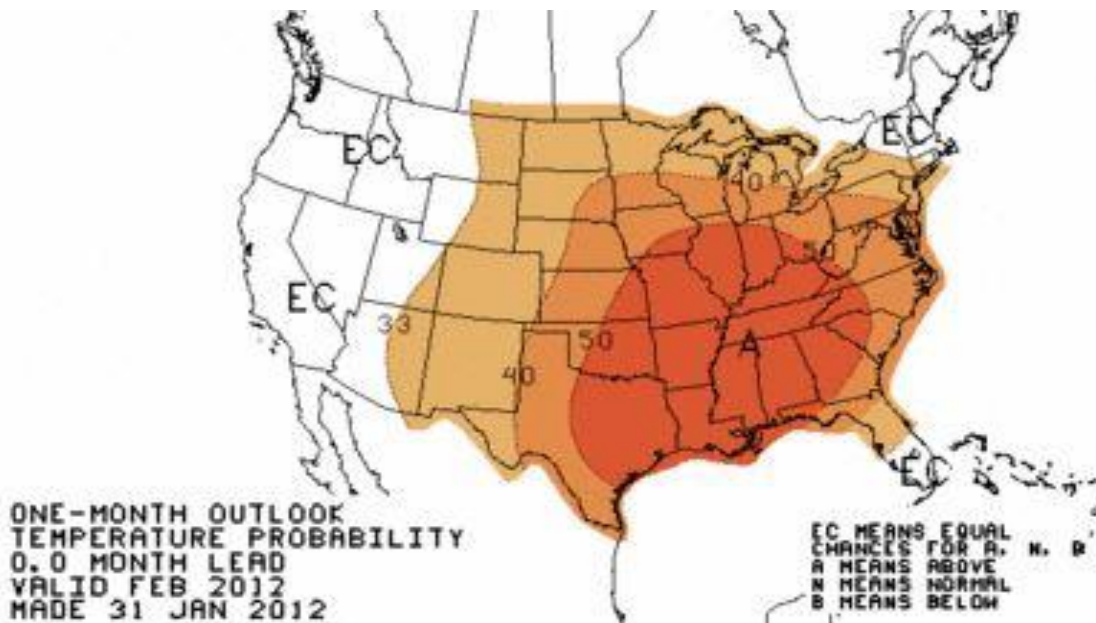 EC
EC
40
50
EC
33
50
A
40
EC
ONE-MONTH OUTLOOK
TEMPERATURE PROBABILITY
0.0 MONTH LEAD
VALID FEB 2012
MADE 31 JAN 2012
EC MEANS EQUAL
CHANCES FOR A, N, B
A MEANS ABOVE
N MEANS NORMAL
B MEANS BELOW